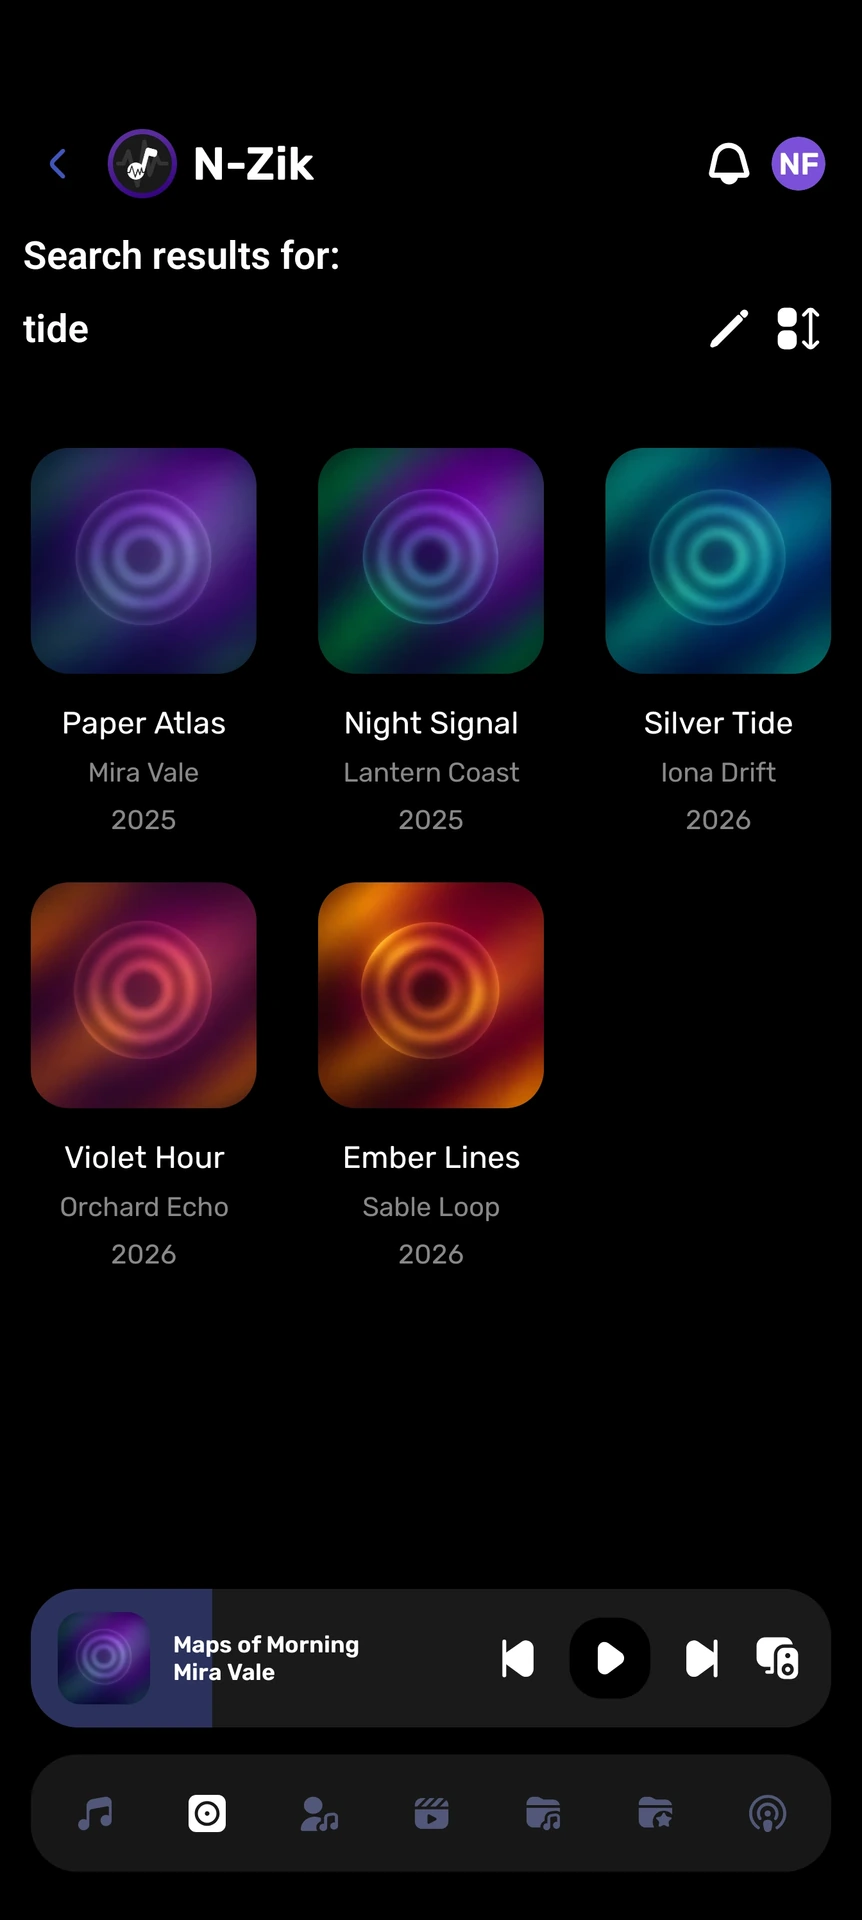 N-Zik
NF
Search results for:
tide
Paper Atlas
Mira Vale
2025
Night Signal
Lantern Coast
2025
Silver Tide
Iona Drift
2026
Violet Hour
Orchard Echo
2026
Ember Lines
Sable Loop
2026
Maps of Morning
Mira Vale